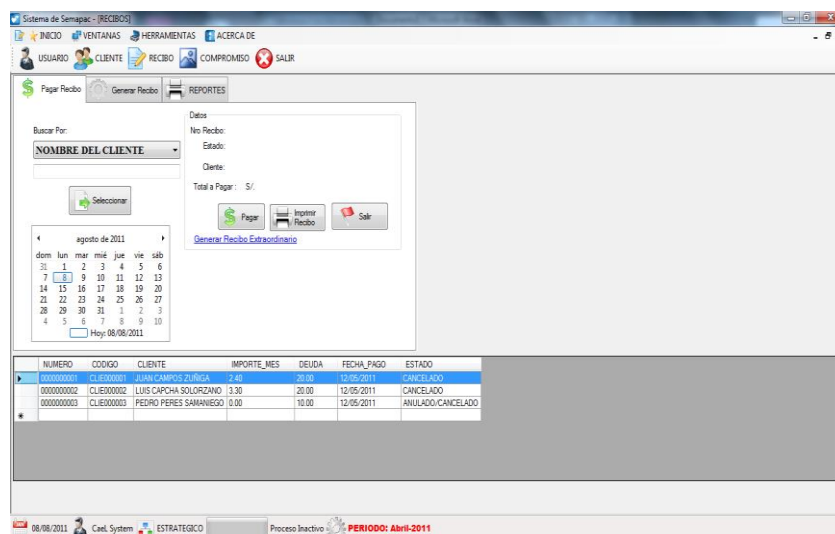 Sistema de Semapac - [RECIBOS]
INICIO VENTANAS HERRAMIENTAS ACERCA DE
USUARIO CLIENTE RECIBO COMPROMISO SALIR
Pagar Recibo Generar Recibo REPORTES
Buscar Por:
NOMBRE DEL CLIENTE
Seleccionar
Datos
Nro Recibo:
Estado:
Cliente:
Total a Pagar : S/.
Pagar Imprimir Recibo Salir
Generar Recibo Extraordinario
agosto de 2011
dom lun mar mié jue vie sáb
31 1 2 3 4 5 6
7 8 9 10 11 12 13
14 15 16 17 18 19 20
21 22 23 24 25 26 27
28 29 30 31 1 2 3
4 5 6 7 8 9 10
Hoy: 08/08/2011
NUMERO CODIGO CLIENTE IMPORTE_MES DEUDA FECHA_PAGO ESTADO
0000000001 CLIE000001 JUAN CAMPOS ZUÑIGA 2.40 20.00 12/05/2011 CANCELADO
0000000002 CLIE000002 LUIS CAPCHA SOLORZANO 3.30 20.00 12/05/2011 CANCELADO
0000000003 CLIE000003 PEDRO PERES SAMANIEGO 0.00 10.00 12/05/2011 ANULADO/CANCELADO
08/08/2011 CaeL System ESTRATEGICO Proceso Inactivo PERIODO: Abril-2011